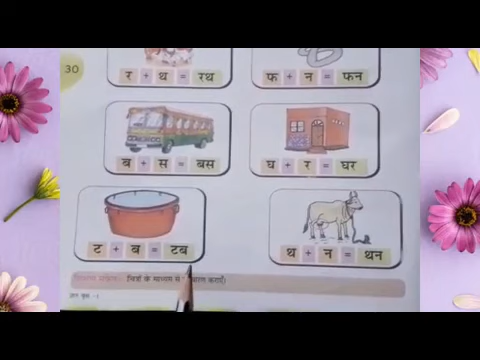 30
र + थ = रथ
फ + न = फन
ब + स = बस
घ + र = घर
ट + ब = टब
थ + न = थन
चित्रों के माध्यम से